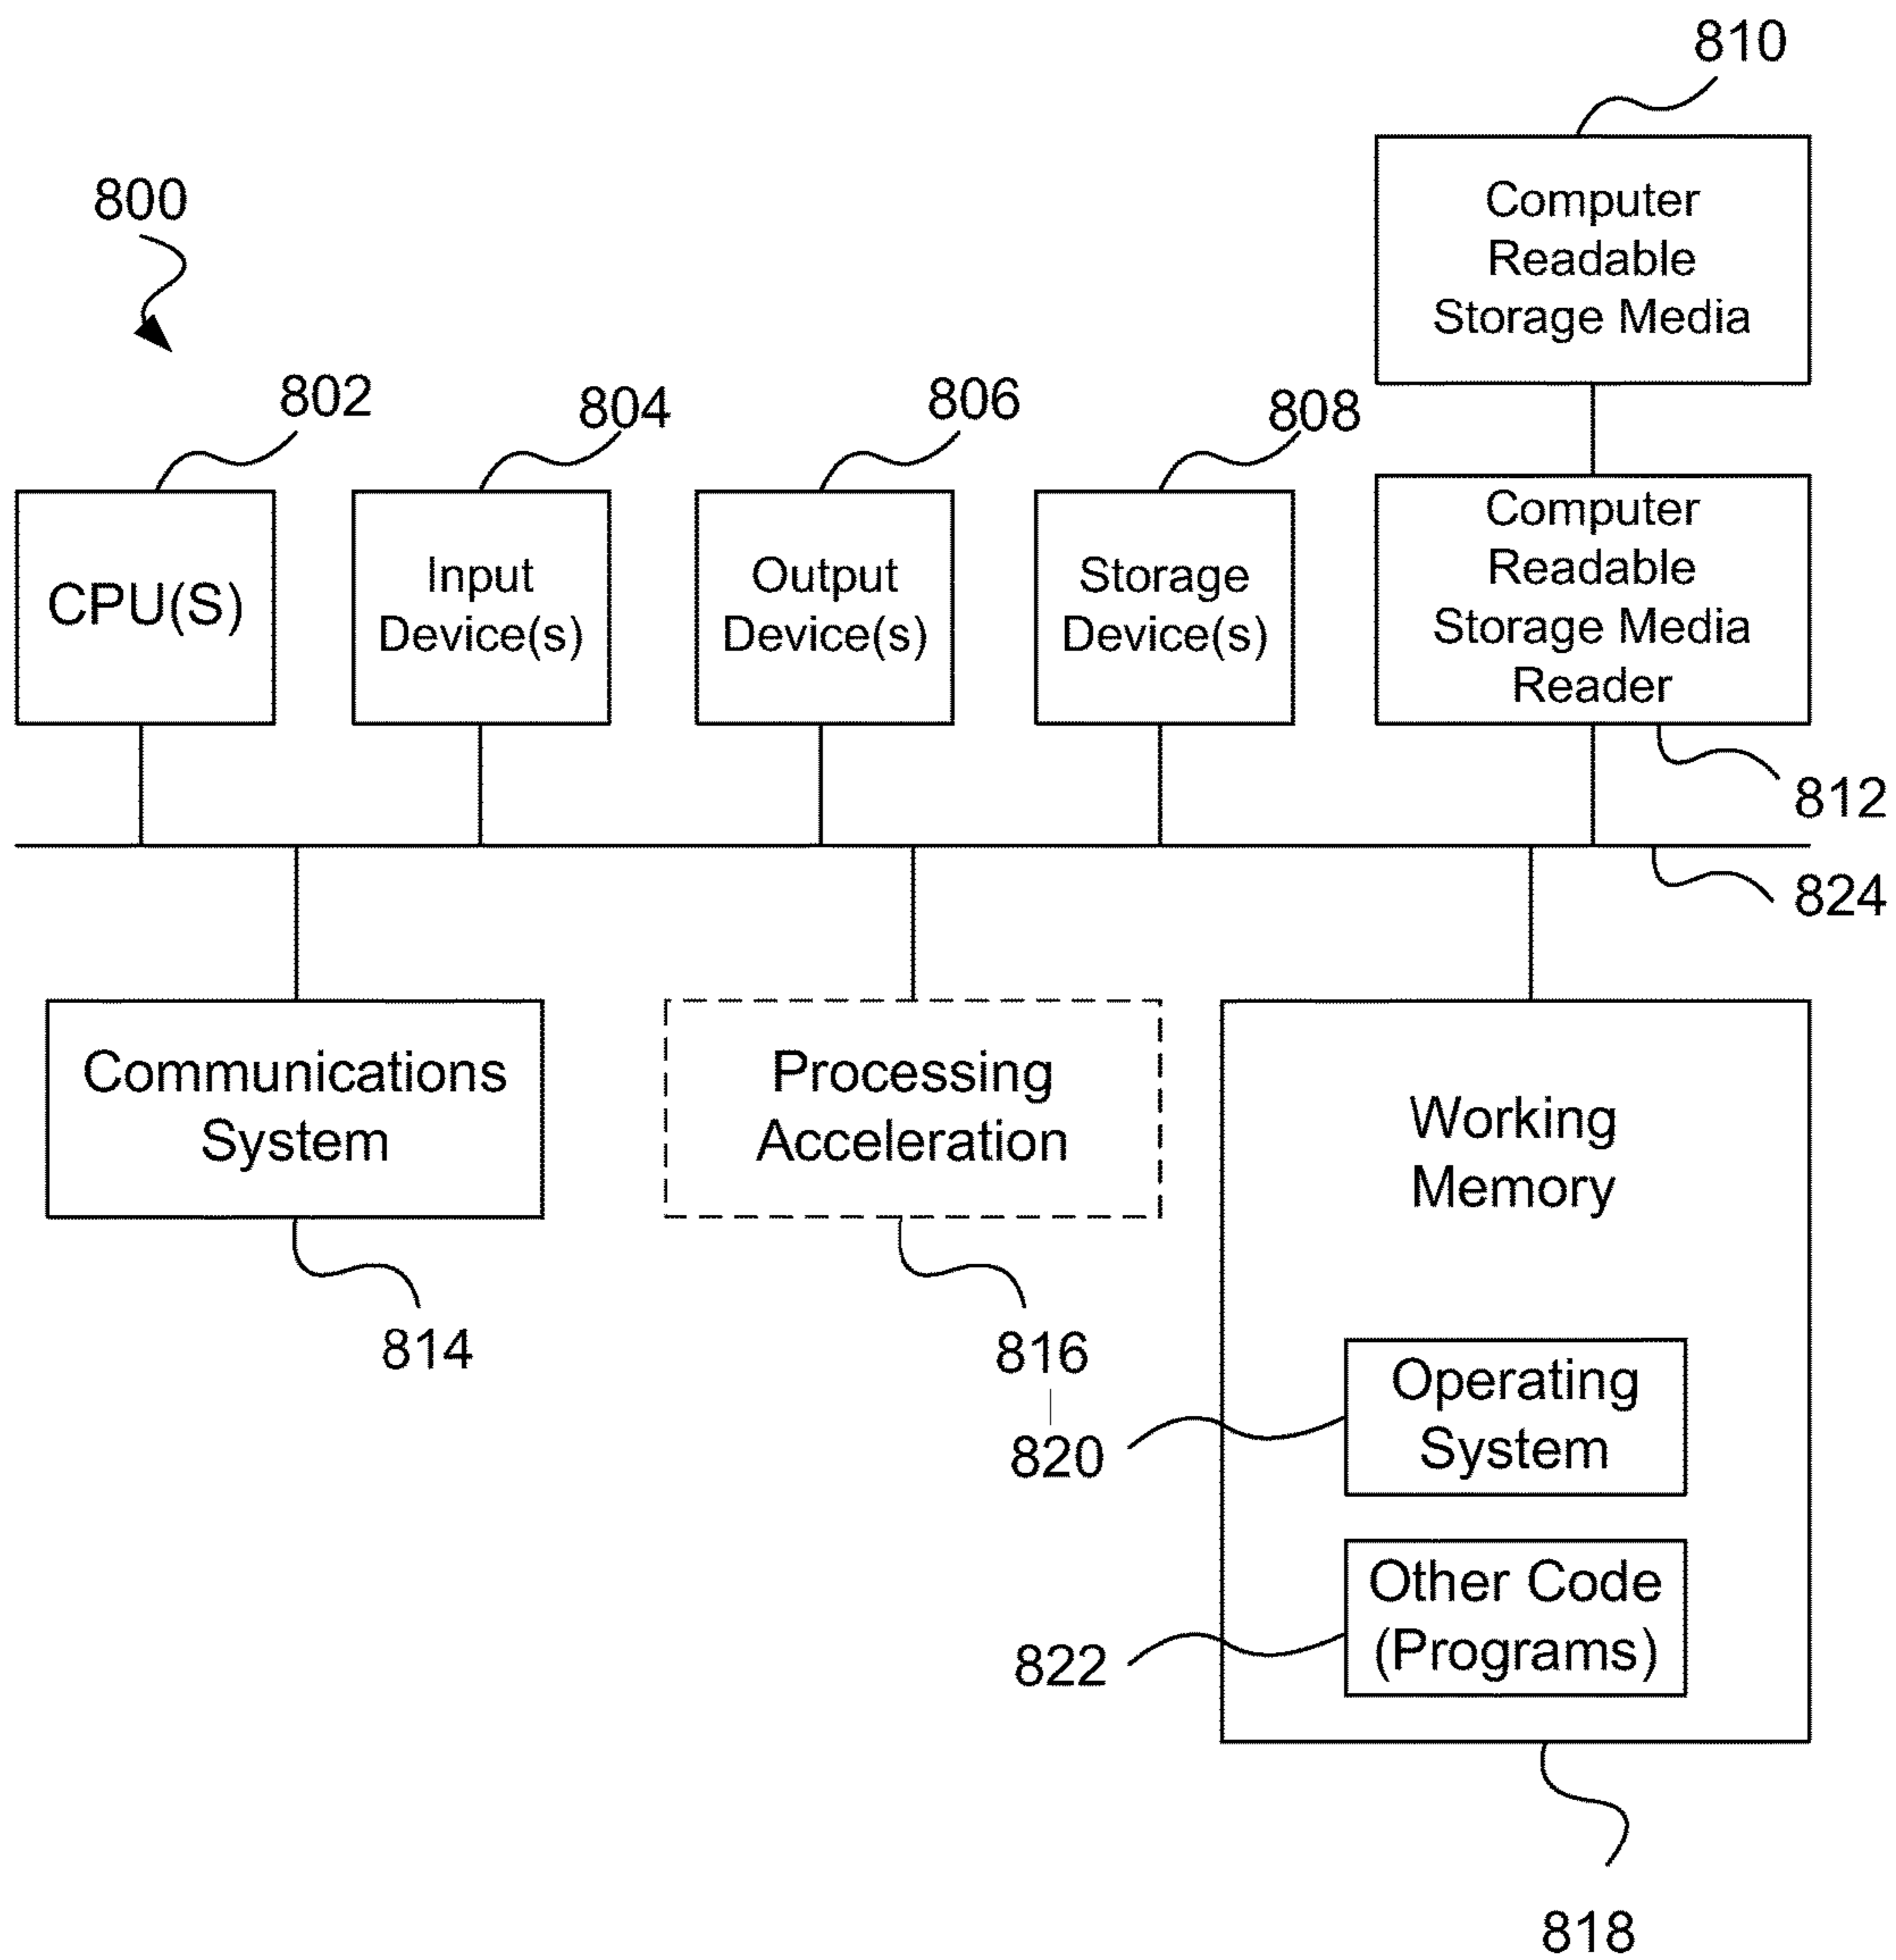 810
800
Computer
Readable
Storage Media
802
804
806
808
CPU(S)
Input
Device(s)
Output
Device(s)
Storage
Device(s)
Computer
Readable
Storage Media
Reader
812
824
Communications
System
814
Processing
Acceleration
816
Working
Memory
820
Operating
System
822
Other Code
(Programs)
818